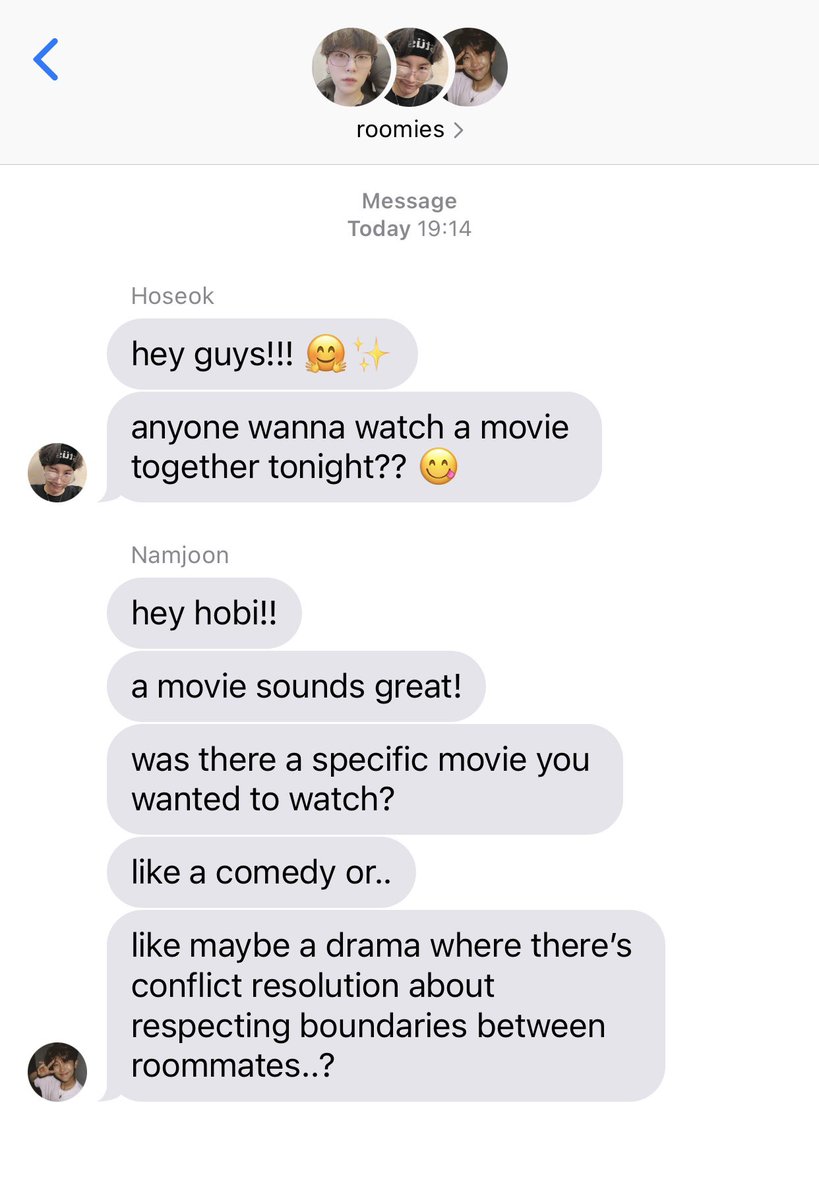 roomies
Message
Today 19:14
Hoseok
hey guys!!! 🤗✨
anyone wanna watch a movie
together tonight?? 😋
Namjoon
hey hobi!!
a movie sounds great!
was there a specific movie you
wanted to watch?
like a comedy or..
like maybe a drama where there’s
conflict resolution about
respecting boundaries between
roommates..?